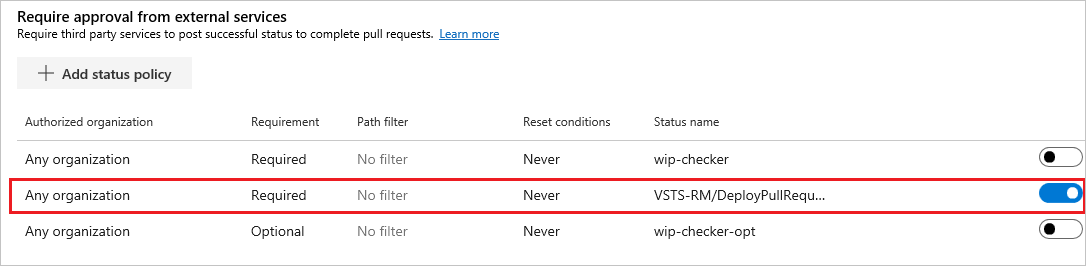 Require approval from external services
Require third party services to post successful status to complete pull requests. Learn more
+ Add status policy
Authorized organization Requirement Path filter Reset conditions Status name
Any organization Required No filter Never wip-checker
Any organization Required No filter Never VSTS-RM/DeployPullRequ...
Any organization Optional No filter Never wip-checker-opt